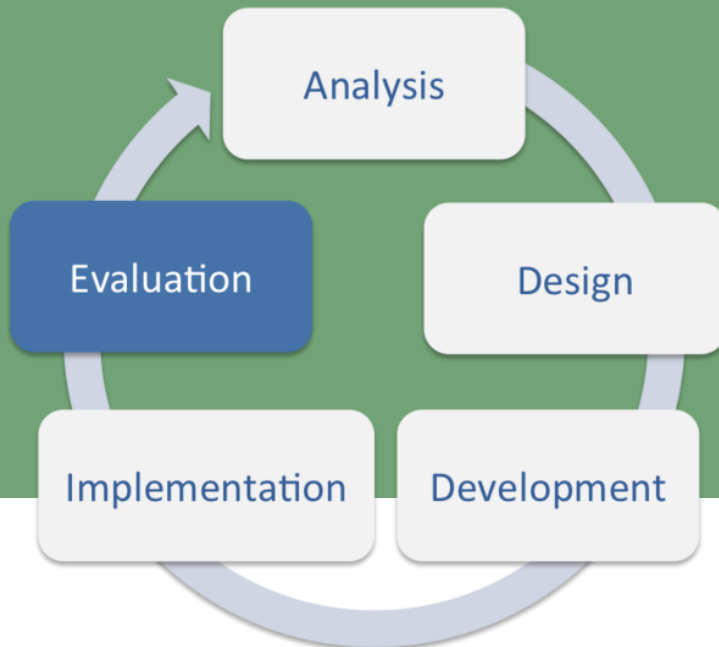 Analysis
Evaluation
Design
Implementation
Development